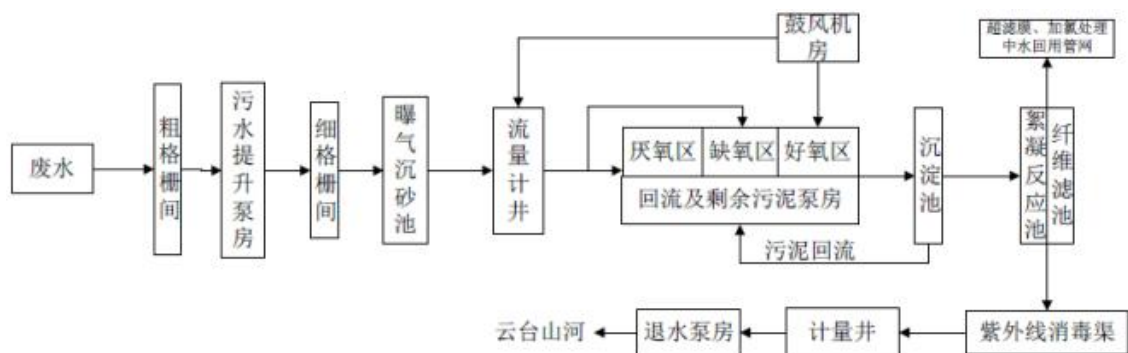 鼓风机
房
超滤膜、加氯处理
中水回用管网
废水
粗格栅间
污水提升泵房
细格栅间
曝气沉砂池
流量计井
厌氧区
缺氧区
好氧区
回流及剩余污泥泵房
沉淀池
絮凝反应池
纤维滤池
污泥回流
云台山河
退水泵房
计量井
紫外线消毒渠